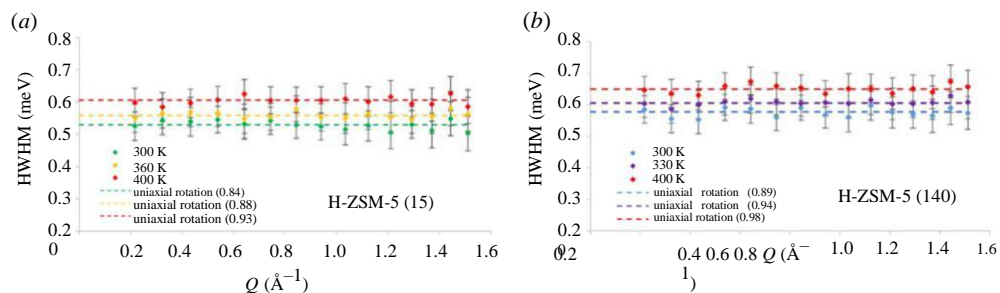 (a)
0.8
0.7
0.6
0.5
0.4
0.3
0.2
HWHM (meV)
300 K
360 K
400 K
uniaxial rotation (0.84)
uniaxial rotation (0.88)
uniaxial rotation (0.93)
H-ZSM-5 (15)
0 0.2 0.4 0.6 0.8 1.0 1.2 1.4 1.6
Q (Å–1)
(b)
0.8
0.7
0.6
0.5
0.4
0.3
0.2
HWHM (meV)
300 K
330 K
400 K
uniaxial rotation (0.89)
uniaxial rotation (0.94)
uniaxial rotation (0.98)
H-ZSM-5 (140)
0.2 0.4 0.6 0.8 Q (Å– 1.0 1.2 1.4 1.6
1)